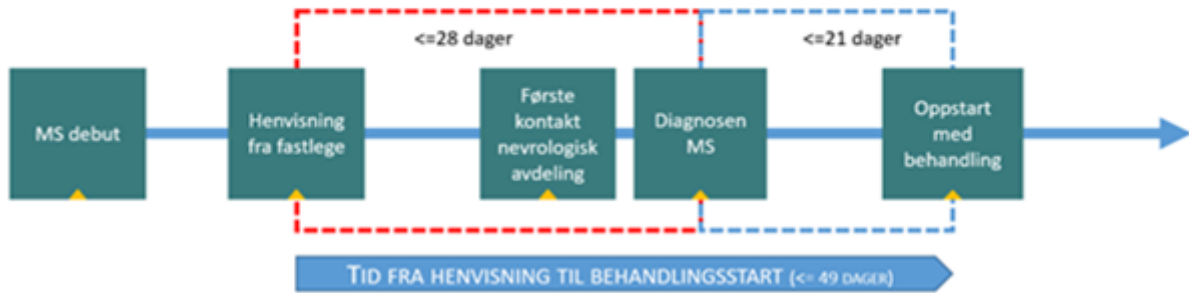 <=28 dager
<=21 dager
MS debut
Henvisning
fra fastlege
Første
kontakt
nevrologisk
avdeling
Diagnosen
MS
Oppstart
med
behandling
TID FRA HENVISNING TIL BEHANDLINGSSTART (<= 49 DAGER)